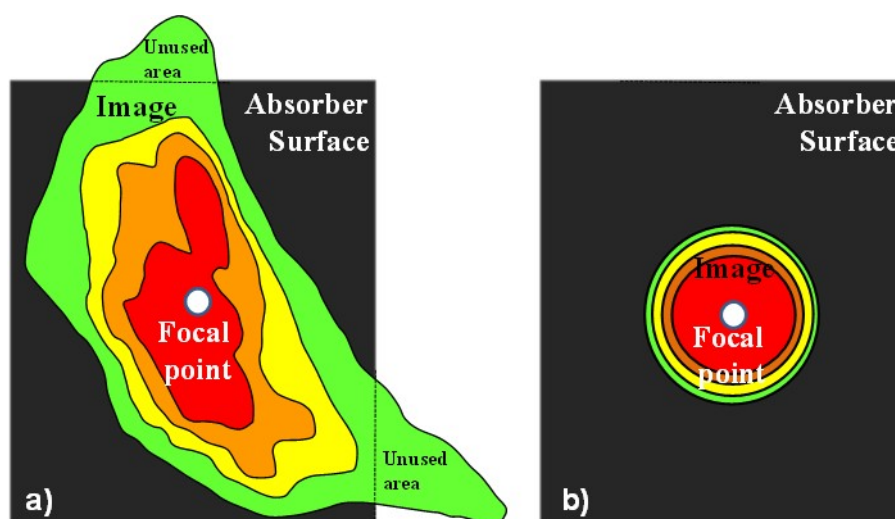 Unused
area
Image
Absorber
Surface
Focal
point
Unused
area
a)
Absorber
Surface
Image
Focal
point
b)